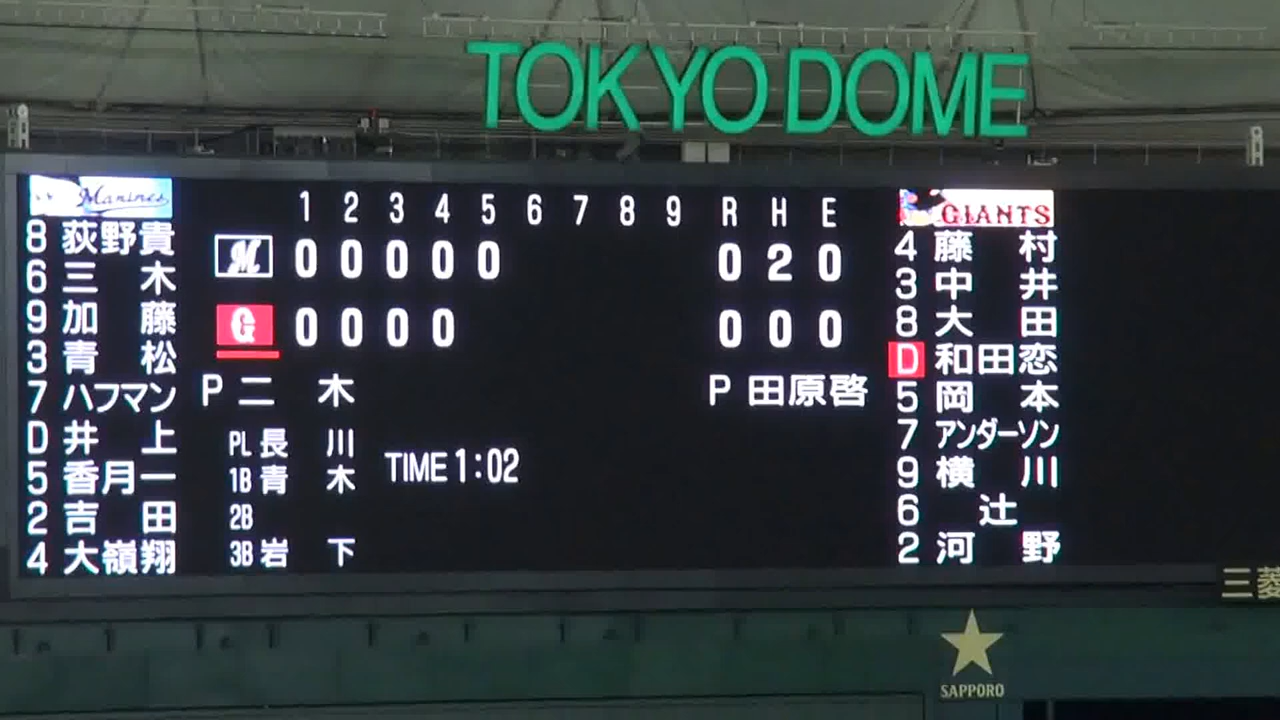 TOKYO DOME
Marines
8 荻野貴
6 三木
9 加藤
3 青松
7 ハフマン
D 井上
5 香月一
2 吉田
4 大嶺翔
1 2 3 4 5 6 7 8 9 R H E
M 0 0 0 0 0 0 2 0
G 0 0 0 0 0 0 0
P 二木
P 田原啓
PL 長川
1B 青木
2B
3B 岩下
TIME 1:02
GIANTS
4 藤村
3 中井
8 大田
D 和田恋
5 岡本
7 アンダーソン
9 横川
6 辻
2 河野
三菱
SAPPORO